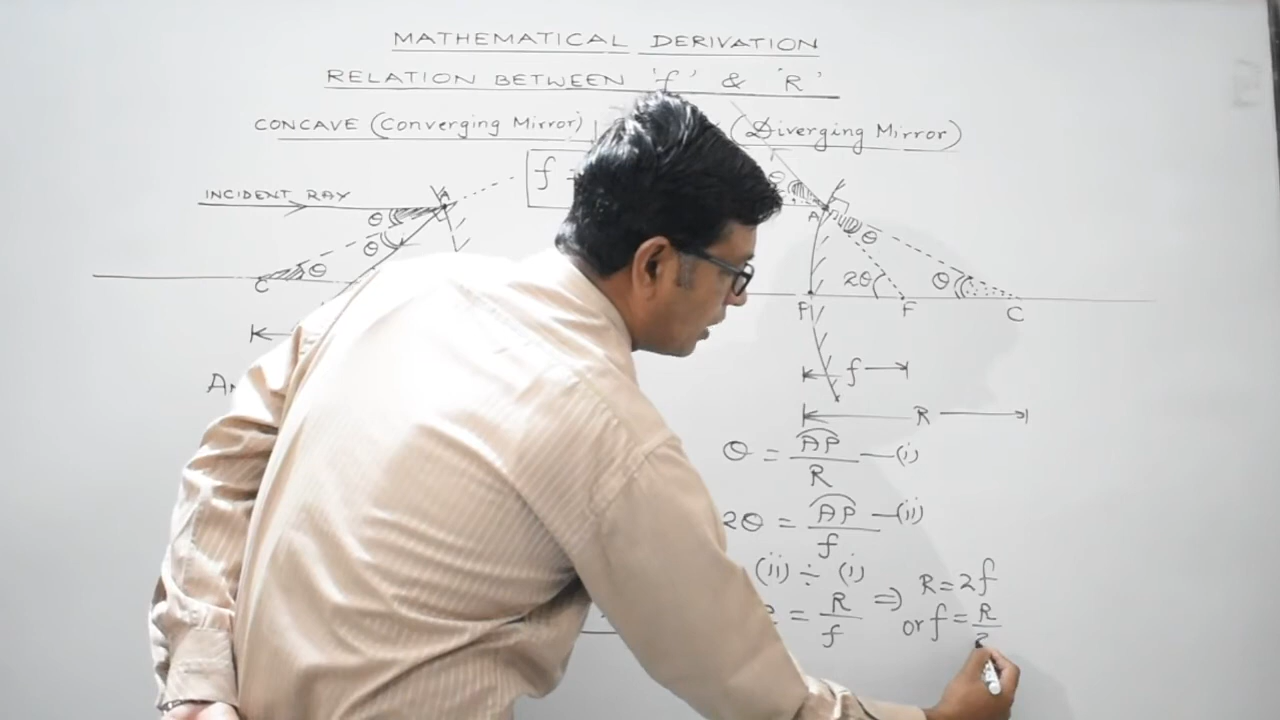 MATHEMATICAL DERIVATION
RELATION BETWEEN 'f' & 'R'
CONCAVE (Converging Mirror)
(Diverging Mirror)
f
INCIDENT RAY
A
θ
θ
θ
C
θ
A
θ
2θ
θ
P
F
C
f
R
θ = AP / R —(i)
2θ = AP / f —(ii)
(ii) ÷ (i)
= R / f ⇒ R = 2f
or f = R / 2